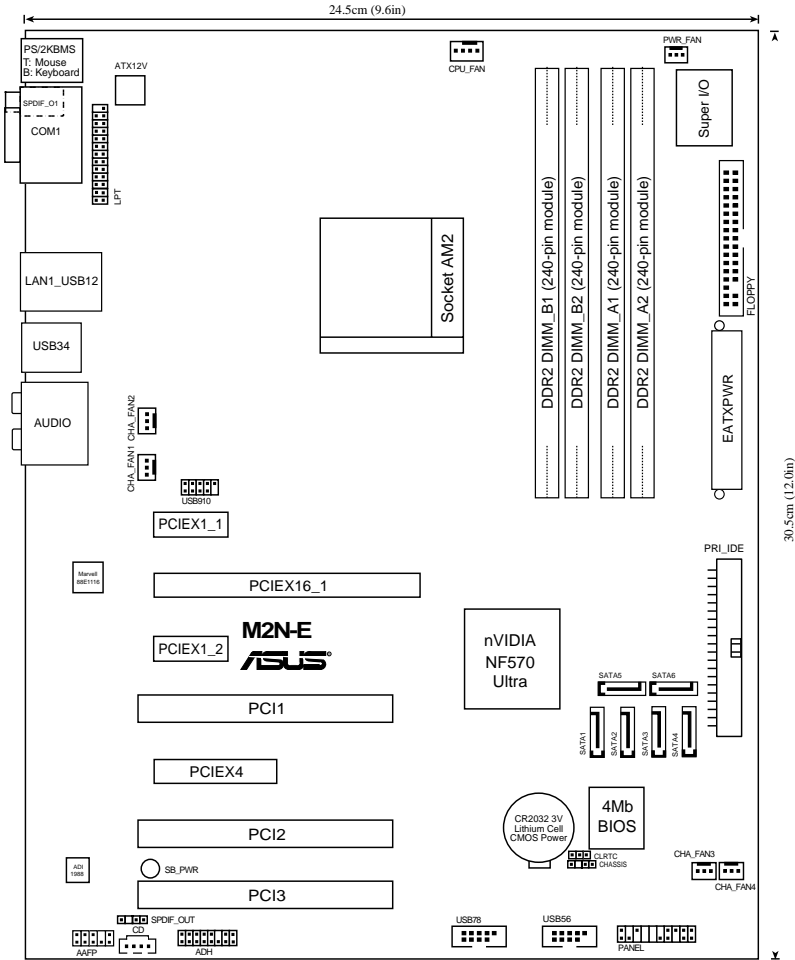 24.5cm (9.6in)
PS/2KBMS
T: Mouse
B: Keyboard
ATX12V
CPU_FAN
PWR_FAN
SPDIF_O1
COM1
LPT
Super I/O
DDR2 DIMM_B1 (240-pin module)
DDR2 DIMM_B2 (240-pin module)
DDR2 DIMM_A1 (240-pin module)
DDR2 DIMM_A2 (240-pin module)
Socket AM2
FLOPPY
LAN1_USB12
USB34
AUDIO
EATXPWR
CHA_FAN2
CHA_FAN1
USB910
30.5cm (12.0in)
PCIEX1_1
PRI_IDE
Marvell
88E1116
PCIEX16_1
M2N-E
ASUS
PCIEX1_2
nVIDIA
NF570
Ultra
SATA5
SATA6
SATA1
SATA2
SATA3
SATA4
PCI1
PCIEX4
CR2032 3V
Lithium Cell
CMOS Power
4Mb
BIOS
PCI2
CLRTC
CHASSIS
CHA_FAN3
CHA_FAN4
ADI
1988
SB_PWR
PCI3
SPDIF_OUT
CD
AAFP
ADH
USB78
USB56
PANEL